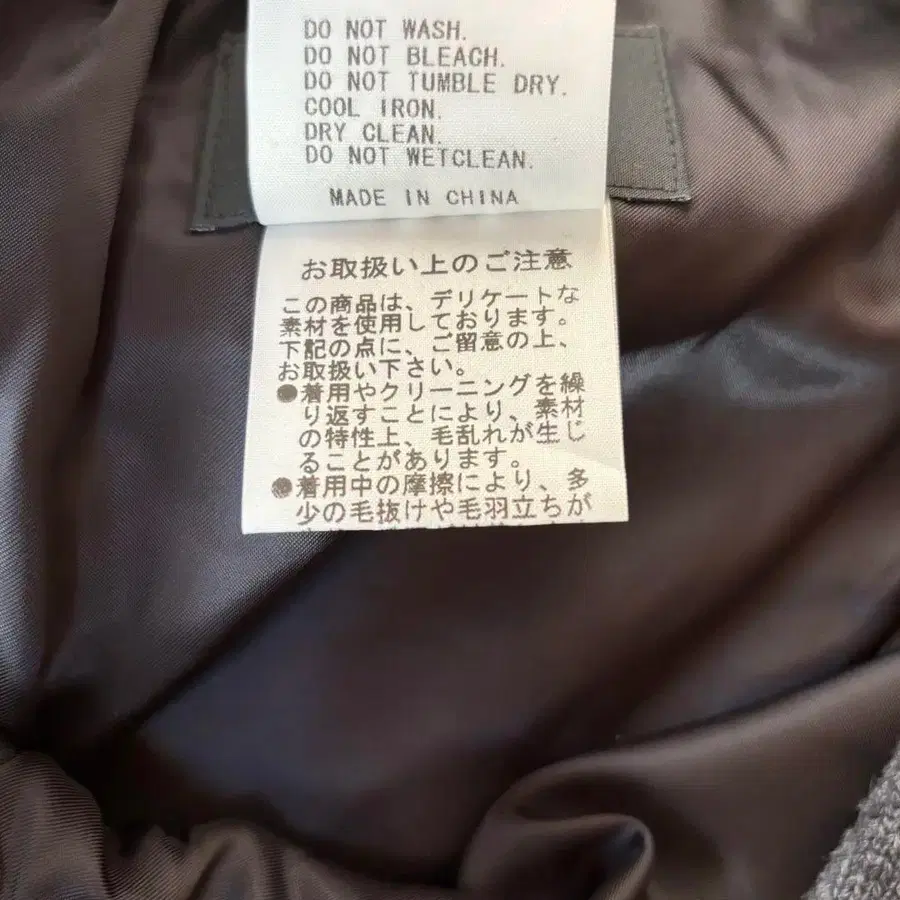 DO NOT WASH.
DO NOT BLEACH.
DO NOT TUMBLE DRY.
COOL IRON.
DRY CLEAN.
DO NOT WETCLEAN.
MADE IN CHINA
お取扱い上のご注意
この商品は、デリケートな
素材を使用しております。
下記の点に、ご留意の上、
お取扱い下さい。
●着用やクリーニングを繰
り返すことにより、素材
の特性上、毛乱れが生じ
ることがあります。
●着用中の摩擦により、多
少の毛抜けや毛羽立ちが